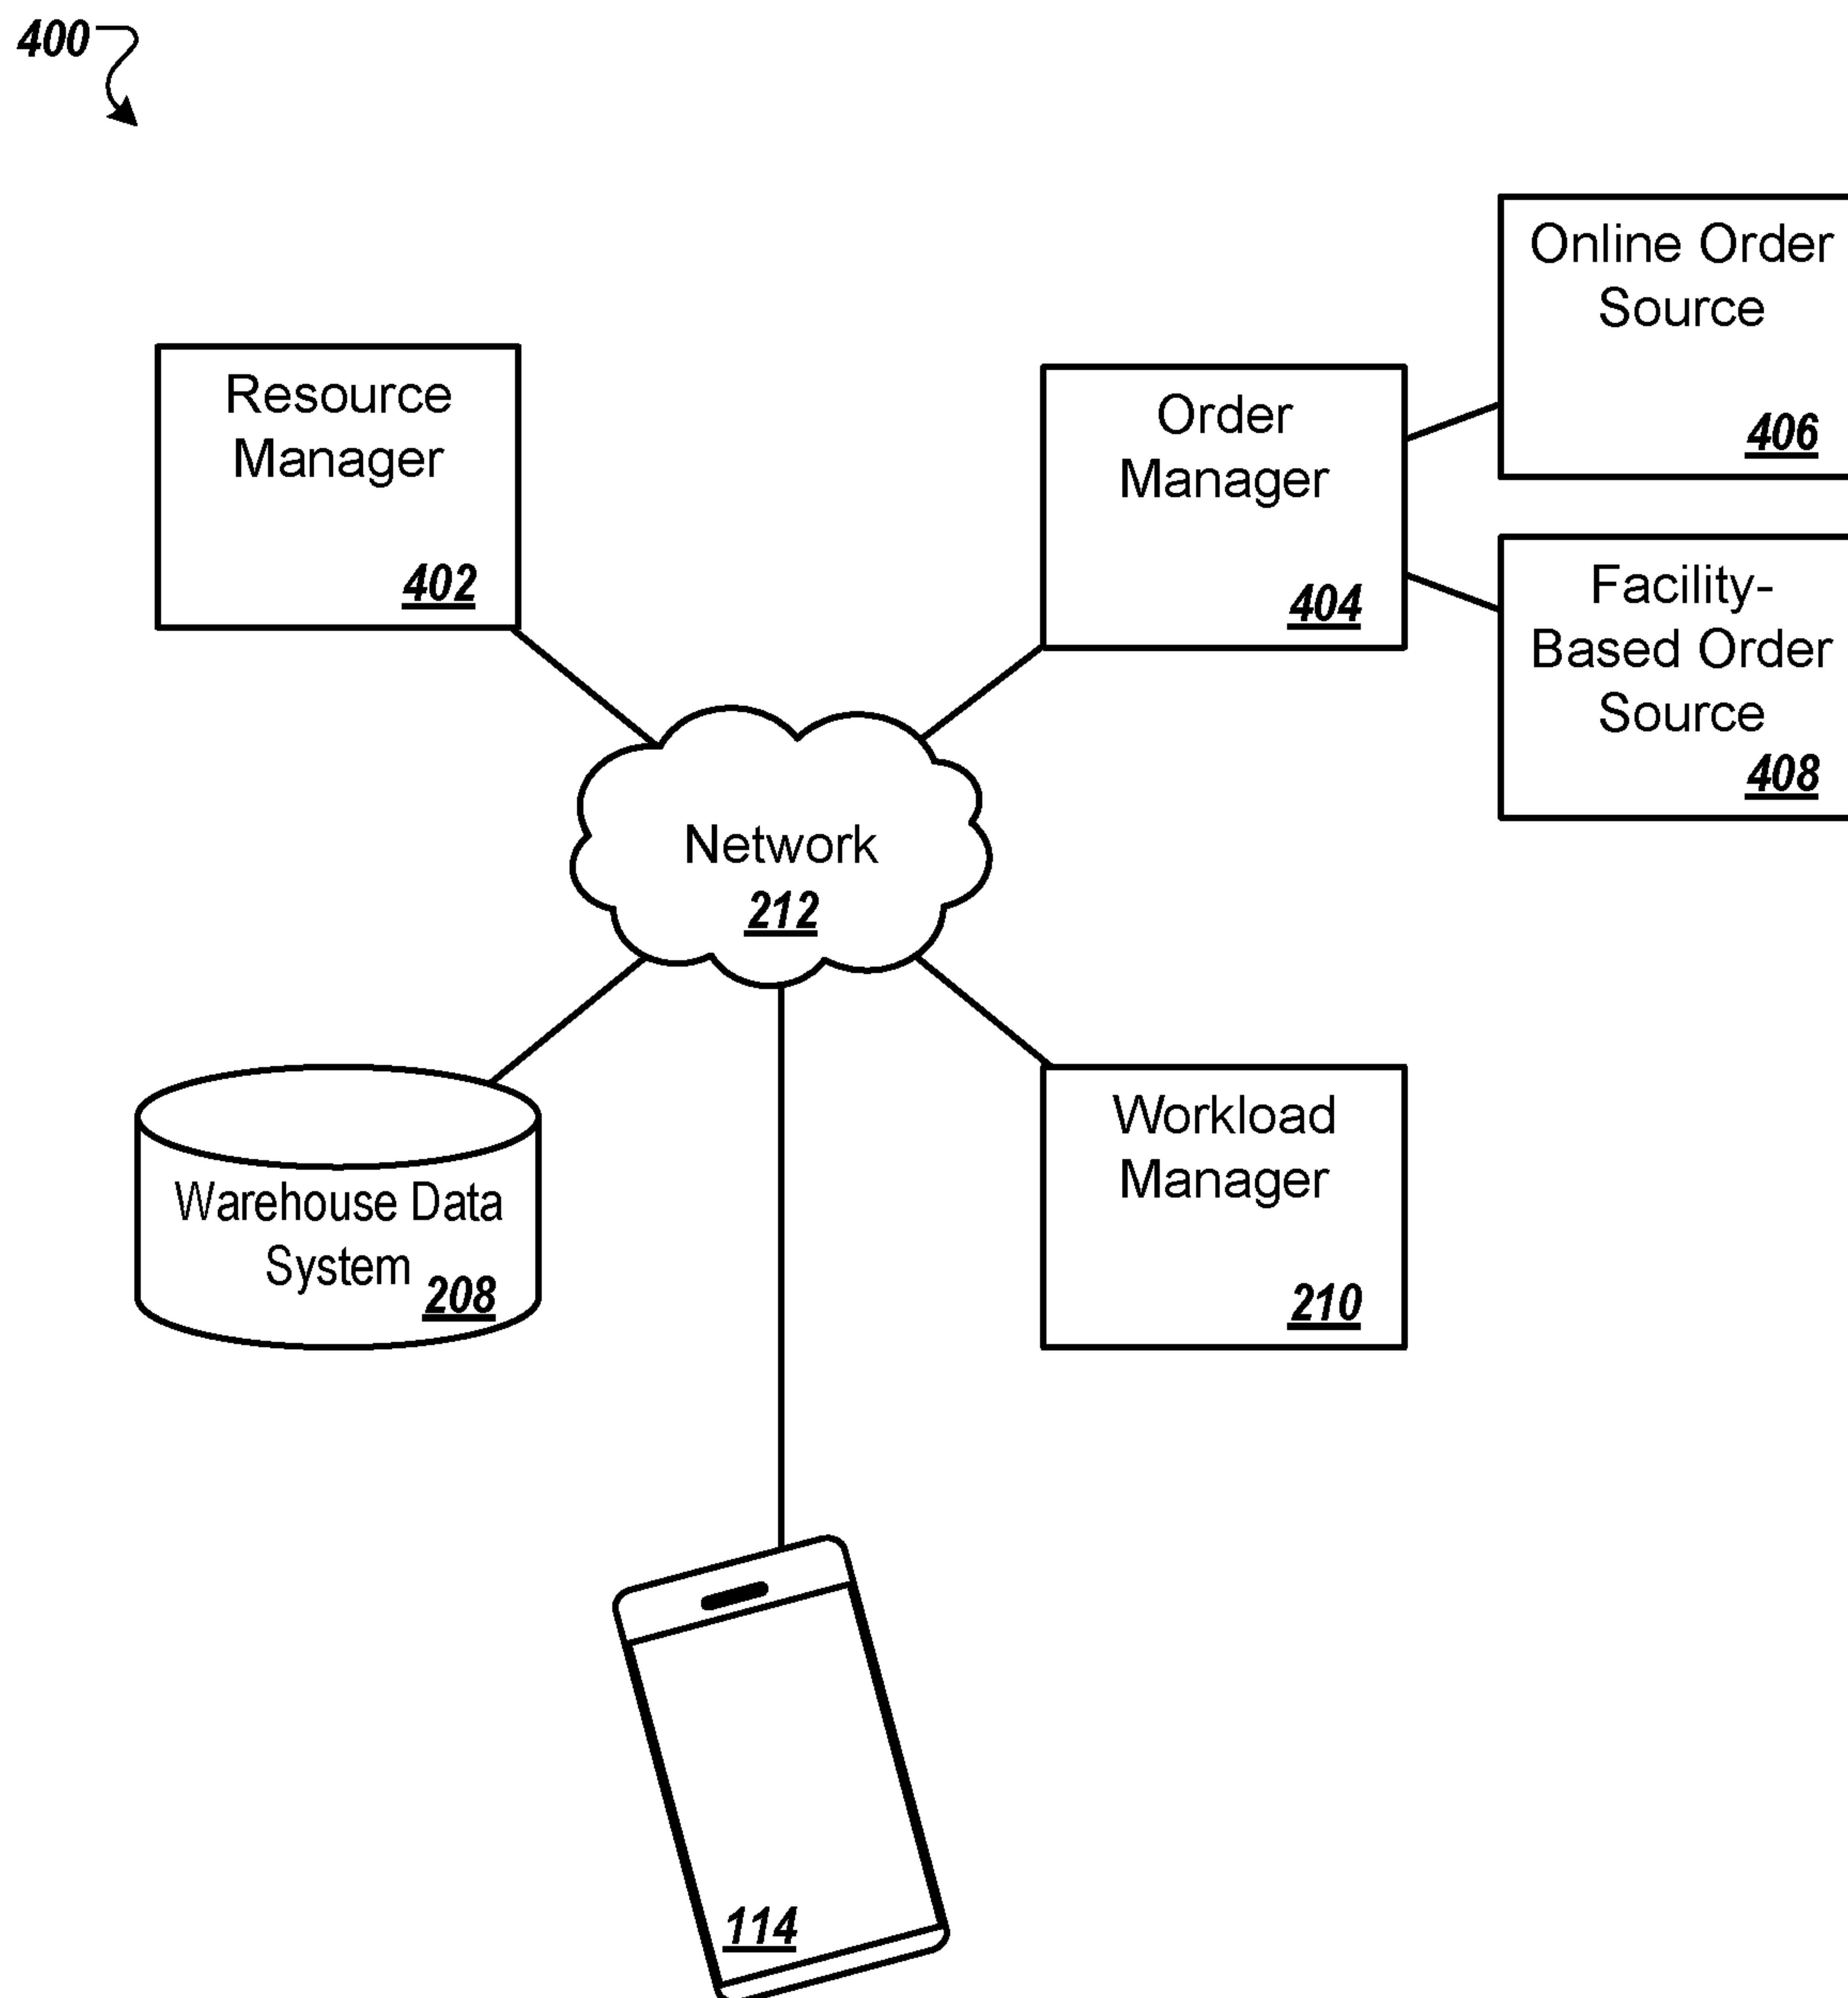 400
Online Order
Source
406
Resource
Manager
402
Order
Manager
404
Facility-
Based Order
Source
408
Network
212
Warehouse Data
System 208
Workload
Manager
210
114